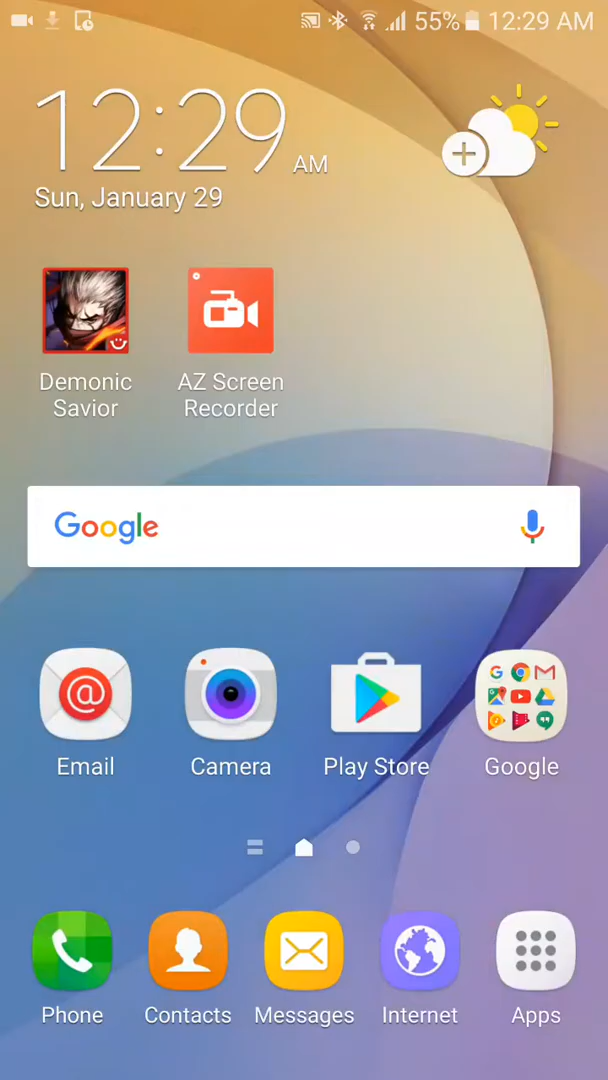 55% 12:29 AM
12:29 AM
Sun, January 29
Demonic
Savior
AZ Screen
Recorder
Google
Email
Camera
Play Store
Google
Phone
Contacts
Messages
Internet
Apps